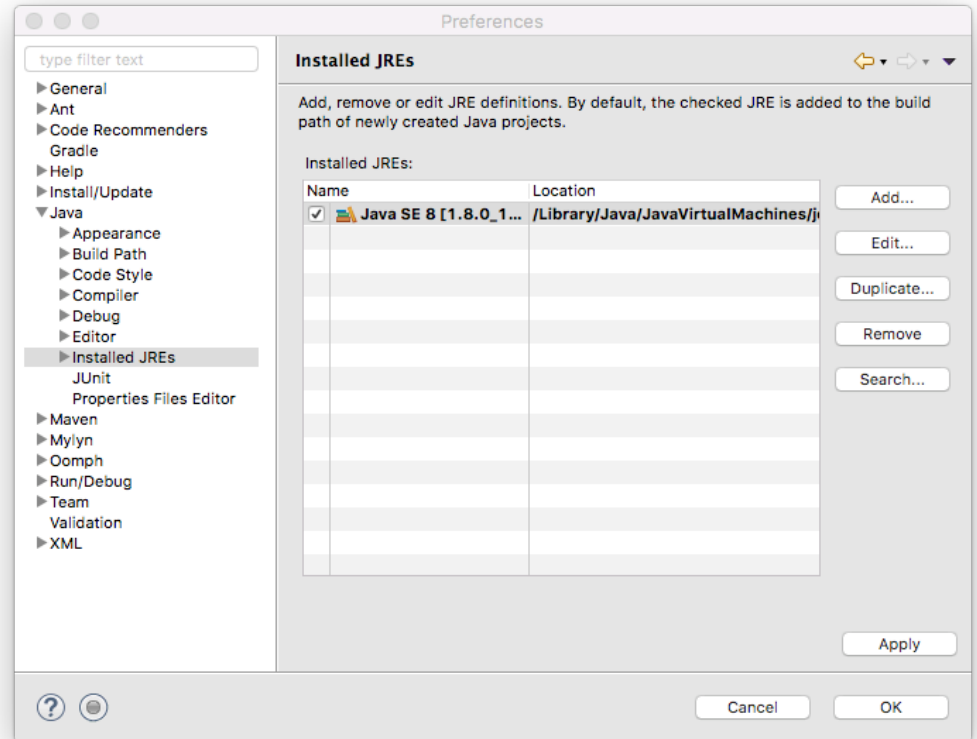 Preferences
type filter text
General
Ant
Code Recommenders
Gradle
Help
Install/Update
Java
Appearance
Build Path
Code Style
Compiler
Debug
Editor
Installed JREs
JUnit
Properties Files Editor
Maven
Mylyn
Oomph
Run/Debug
Team
Validation
XML
Installed JREs
Add, remove or edit JRE definitions. By default, the checked JRE is added to the build
path of newly created Java projects.
Installed JREs:
Name Location
Java SE 8 [1.8.0_1... /Library/Java/JavaVirtualMachines/
Add...
Edit...
Duplicate...
Remove
Search...
Apply
? Cancel OK